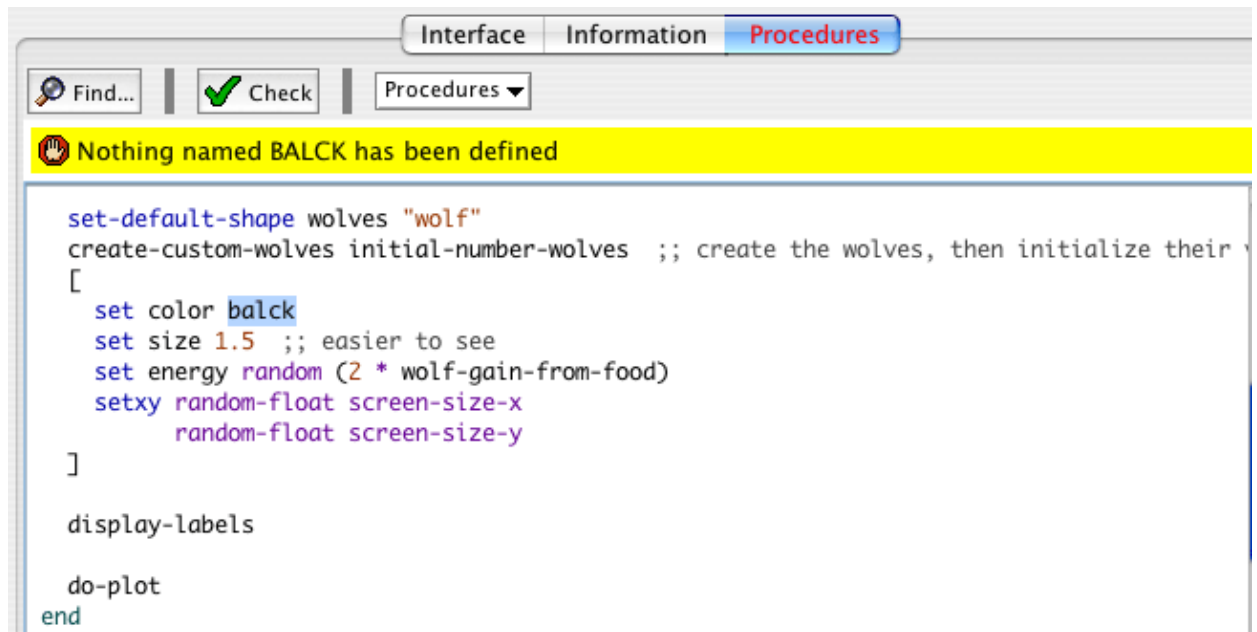 Interface Information Procedures
Find... Check Procedures
Nothing named BALCK has been defined
set-default-shape wolves "wolf"
create-custom-wolves initial-number-wolves ;; create the wolves, then initialize their
[
set color balck
set size 1.5 ;; easier to see
set energy random (2 * wolf-gain-from-food)
setxy random-float screen-size-x
random-float screen-size-y
]
display-labels
do-plot
end